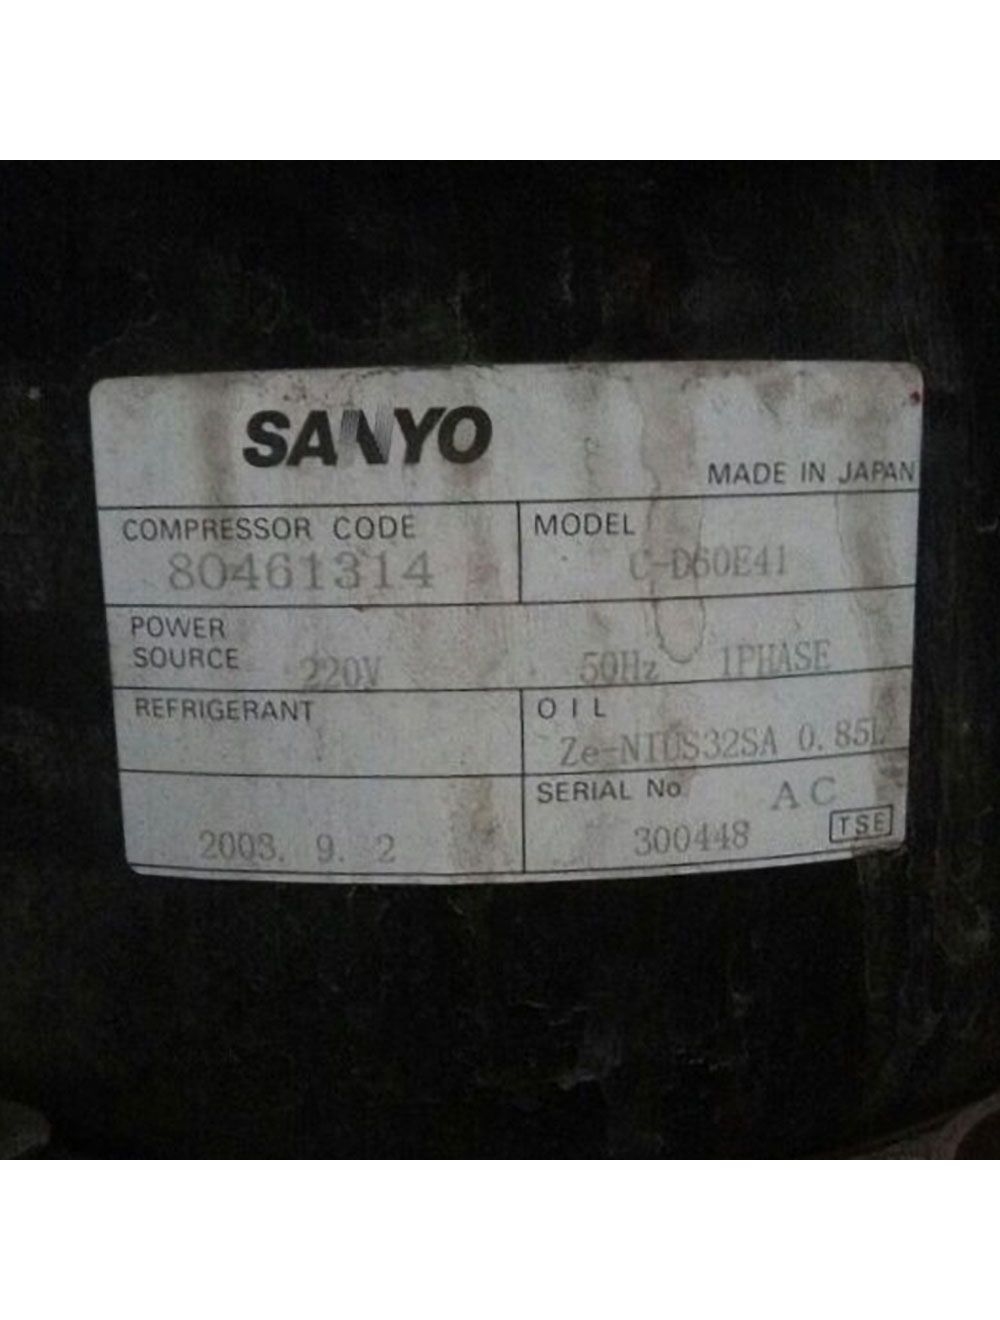 SANYO
MADE IN JAPAN
COMPRESSOR CODE
80461314
MODEL
C-D60E41
POWER SOURCE
220V 50Hz 1PHASE
REFRIGERANT
OIL
Ze-NIUS32SA 0.85L
2003. 9. 2
SERIAL No
AC
300448
TSE